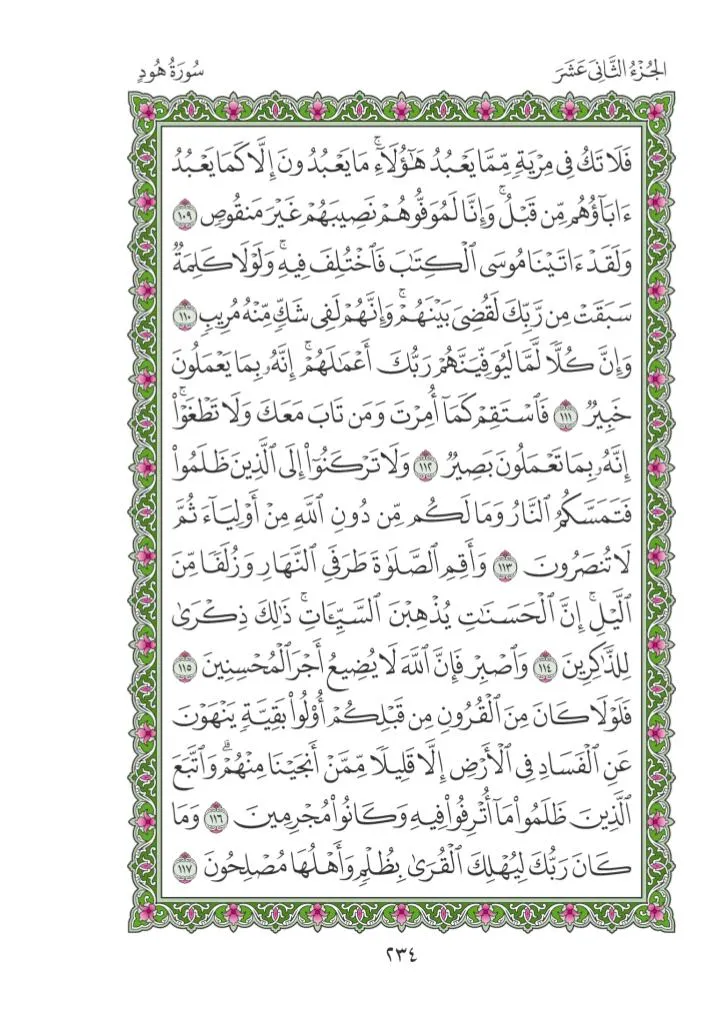 الجُزْءُ الثَّانِى عَشَرَ
سُورَةُ هُودٍ
فَلَا تَكُ فِى مِرْيَةٍ مِّمَّا يَعْبُدُ هَٰٓؤُلَآءِ ۚ مَا يَعْبُدُونَ إِلَّا كَمَا يَعْبُدُ
ءَابَآؤُهُم مِّن قَبْلُ ۚ وَإِنَّا لَمُوَفُّوهُمْ نَصِيبَهُمْ غَيْرَ مَنقُوصٍ ١٠٩
وَلَقَدْ ءَاتَيْنَا مُوسَى ٱلْكِتَٰبَ فَٱخْتُلِفَ فِيهِ ۚ وَلَوْلَا كَلِمَةٌ
سَبَقَتْ مِن رَّبِّكَ لَقُضِىَ بَيْنَهُمْ ۚ وَإِنَّهُمْ لَفِى شَكٍّ مِّنْهُ مُرِيبٍ ١١٠
وَإِنَّ كُلًّا لَّمَّا لَيُوَفِّيَنَّهُمْ رَبُّكَ أَعْمَٰلَهُمْ ۚ إِنَّهُۥ بِمَا يَعْمَلُونَ
خَبِيرٌ ١١١ فَٱسْتَقِمْ كَمَآ أُمِرْتَ وَمَن تَابَ مَعَكَ وَلَا تَطْغَوْا۟ ۚ
إِنَّهُۥ بِمَا تَعْمَلُونَ بَصِيرٌ ١١٢ وَلَا تَرْكَنُوٓا۟ إِلَى ٱلَّذِينَ ظَلَمُوا۟
فَتَمَسَّكُمُ ٱلنَّارُ وَمَا لَكُم مِّن دُونِ ٱللَّهِ مِنْ أَوْلِيَآءَ ثُمَّ
لَا تُنصَرُونَ ١١٣ وَأَقِمِ ٱلصَّلَوٰةَ طَرَفَىِ ٱلنَّهَارِ وَزُلَفًا مِّنَ
ٱلَّيْلِ ۚ إِنَّ ٱلْحَسَنَٰتِ يُذْهِبْنَ ٱلسَّيِّـَٔاتِ ۚ ذَٰلِكَ ذِكْرَىٰ
لِلذَّٰكِرِينَ ١١٤ وَٱصْبِرْ فَإِنَّ ٱللَّهَ لَا يُضِيعُ أَجْرَ ٱلْمُحْسِنِينَ ١١٥
فَلَوْلَا كَانَ مِنَ ٱلْقُرُونِ مِن قَبْلِكُمْ أُو۟لُوا۟ بَقِيَّةٍ يَنْهَوْنَ
عَنِ ٱلْفَسَادِ فِى ٱلْأَرْضِ إِلَّا قَلِيلًا مِّمَّنْ أَنجَيْنَا مِنْهُمْ ۗ وَٱتَّبَعَ
ٱلَّذِينَ ظَلَمُوا۟ مَآ أُتْرِفُوا۟ فِيهِ وَكَانُوا۟ مُجْرِمِينَ ١١٦ وَمَا
كَانَ رَبُّكَ لِيُهْلِكَ ٱلْقُرَىٰ بِظُلْمٍ وَأَهْلُهَا مُصْلِحُونَ ١١٧
٢٣٤